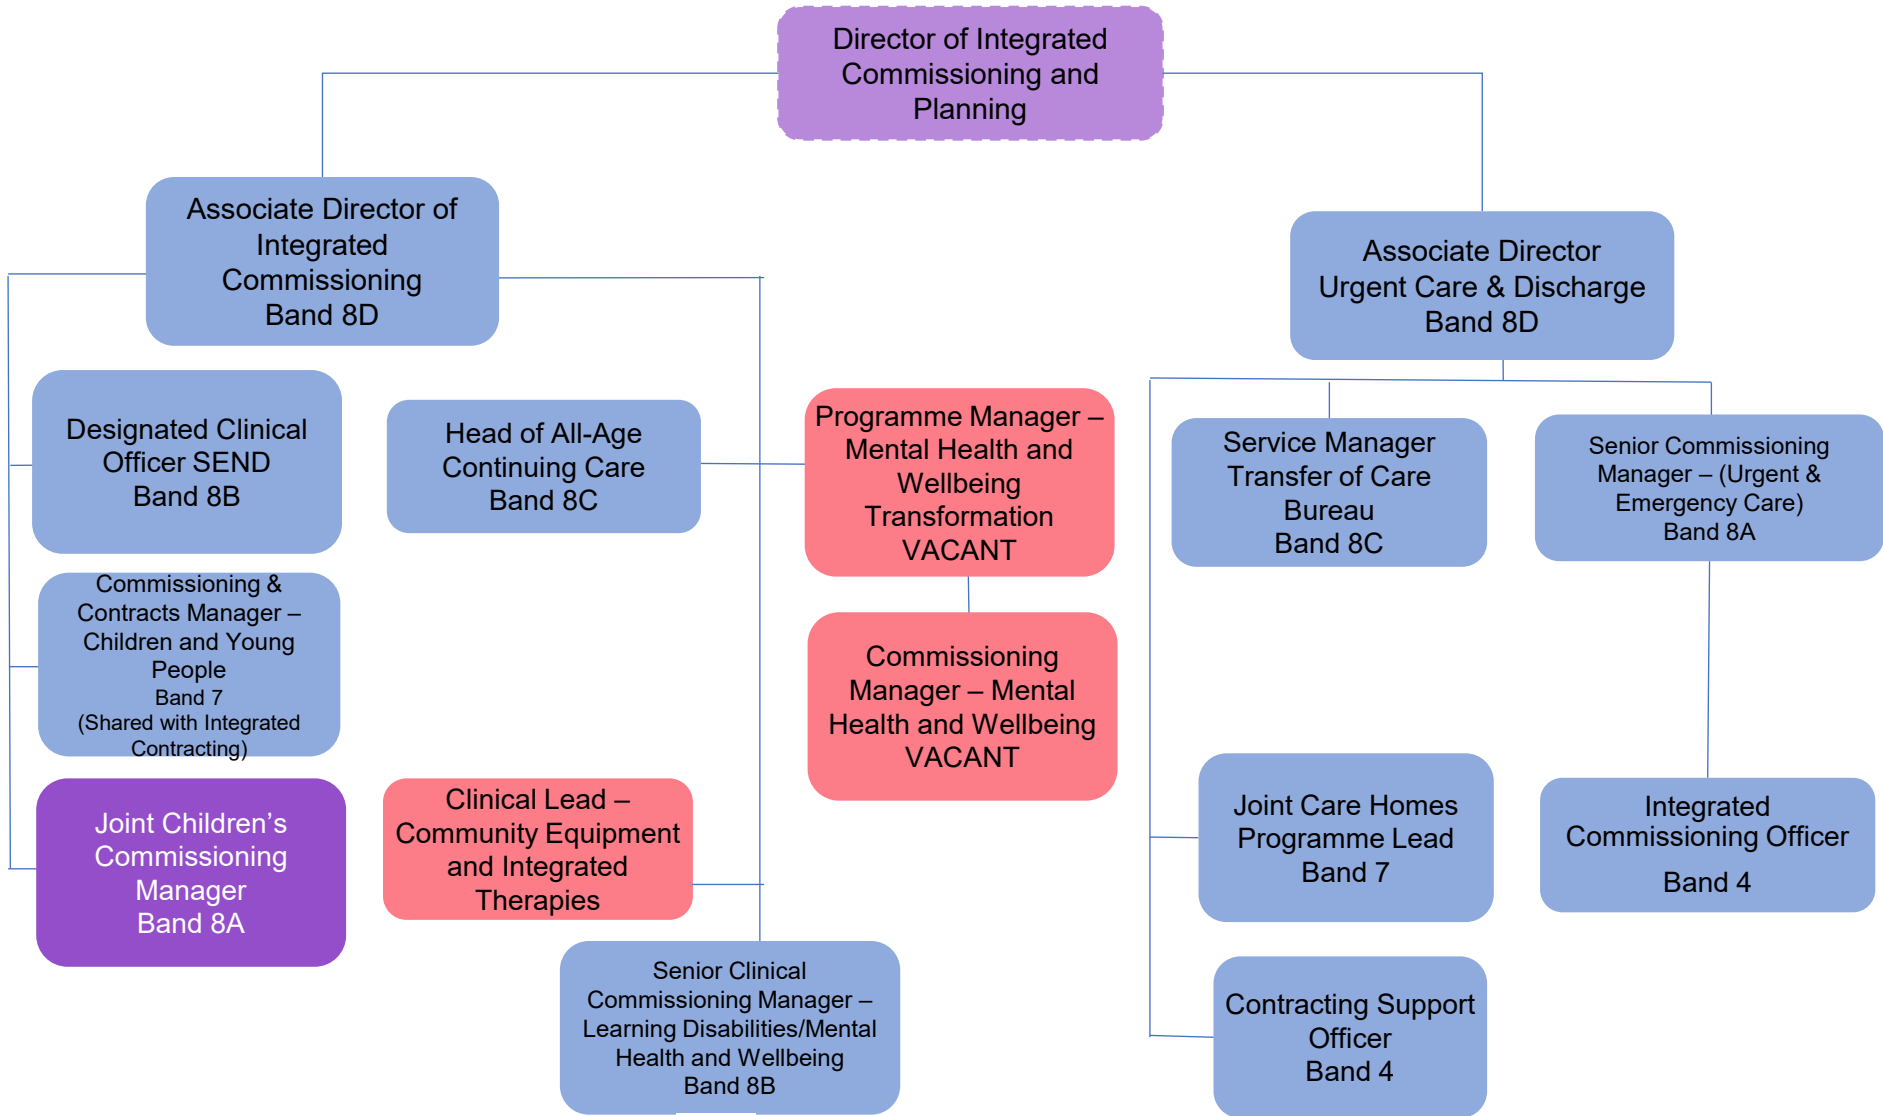 Director of Integrated
Commissioning and
Planning
Associate Director of
Integrated
Commissioning
Band 8D
Associate Director
Urgent Care & Discharge
Band 8D
Designated Clinical
Officer SEND
Band 8B
Head of All-Age
Continuing Care
Band 8C
Programme Manager –
Mental Health and
Wellbeing
Transformation
VACANT
Service Manager
Transfer of Care
Bureau
Band 8C
Senior Commissioning
Manager – (Urgent &
Emergency Care)
Band 8A
Commissioning &
Contracts Manager –
Children and Young
People
Band 7
(Shared with Integrated
Contracting)
Commissioning
Manager – Mental
Health and Wellbeing
VACANT
Joint Children’s
Commissioning
Manager
Band 8A
Clinical Lead –
Community Equipment
and Integrated
Therapies
Joint Care Homes
Programme Lead
Band 7
Integrated
Commissioning Officer
Band 4
Senior Clinical
Commissioning Manager –
Learning Disabilities/Mental
Health and Wellbeing
Band 8B
Contracting Support
Officer
Band 4